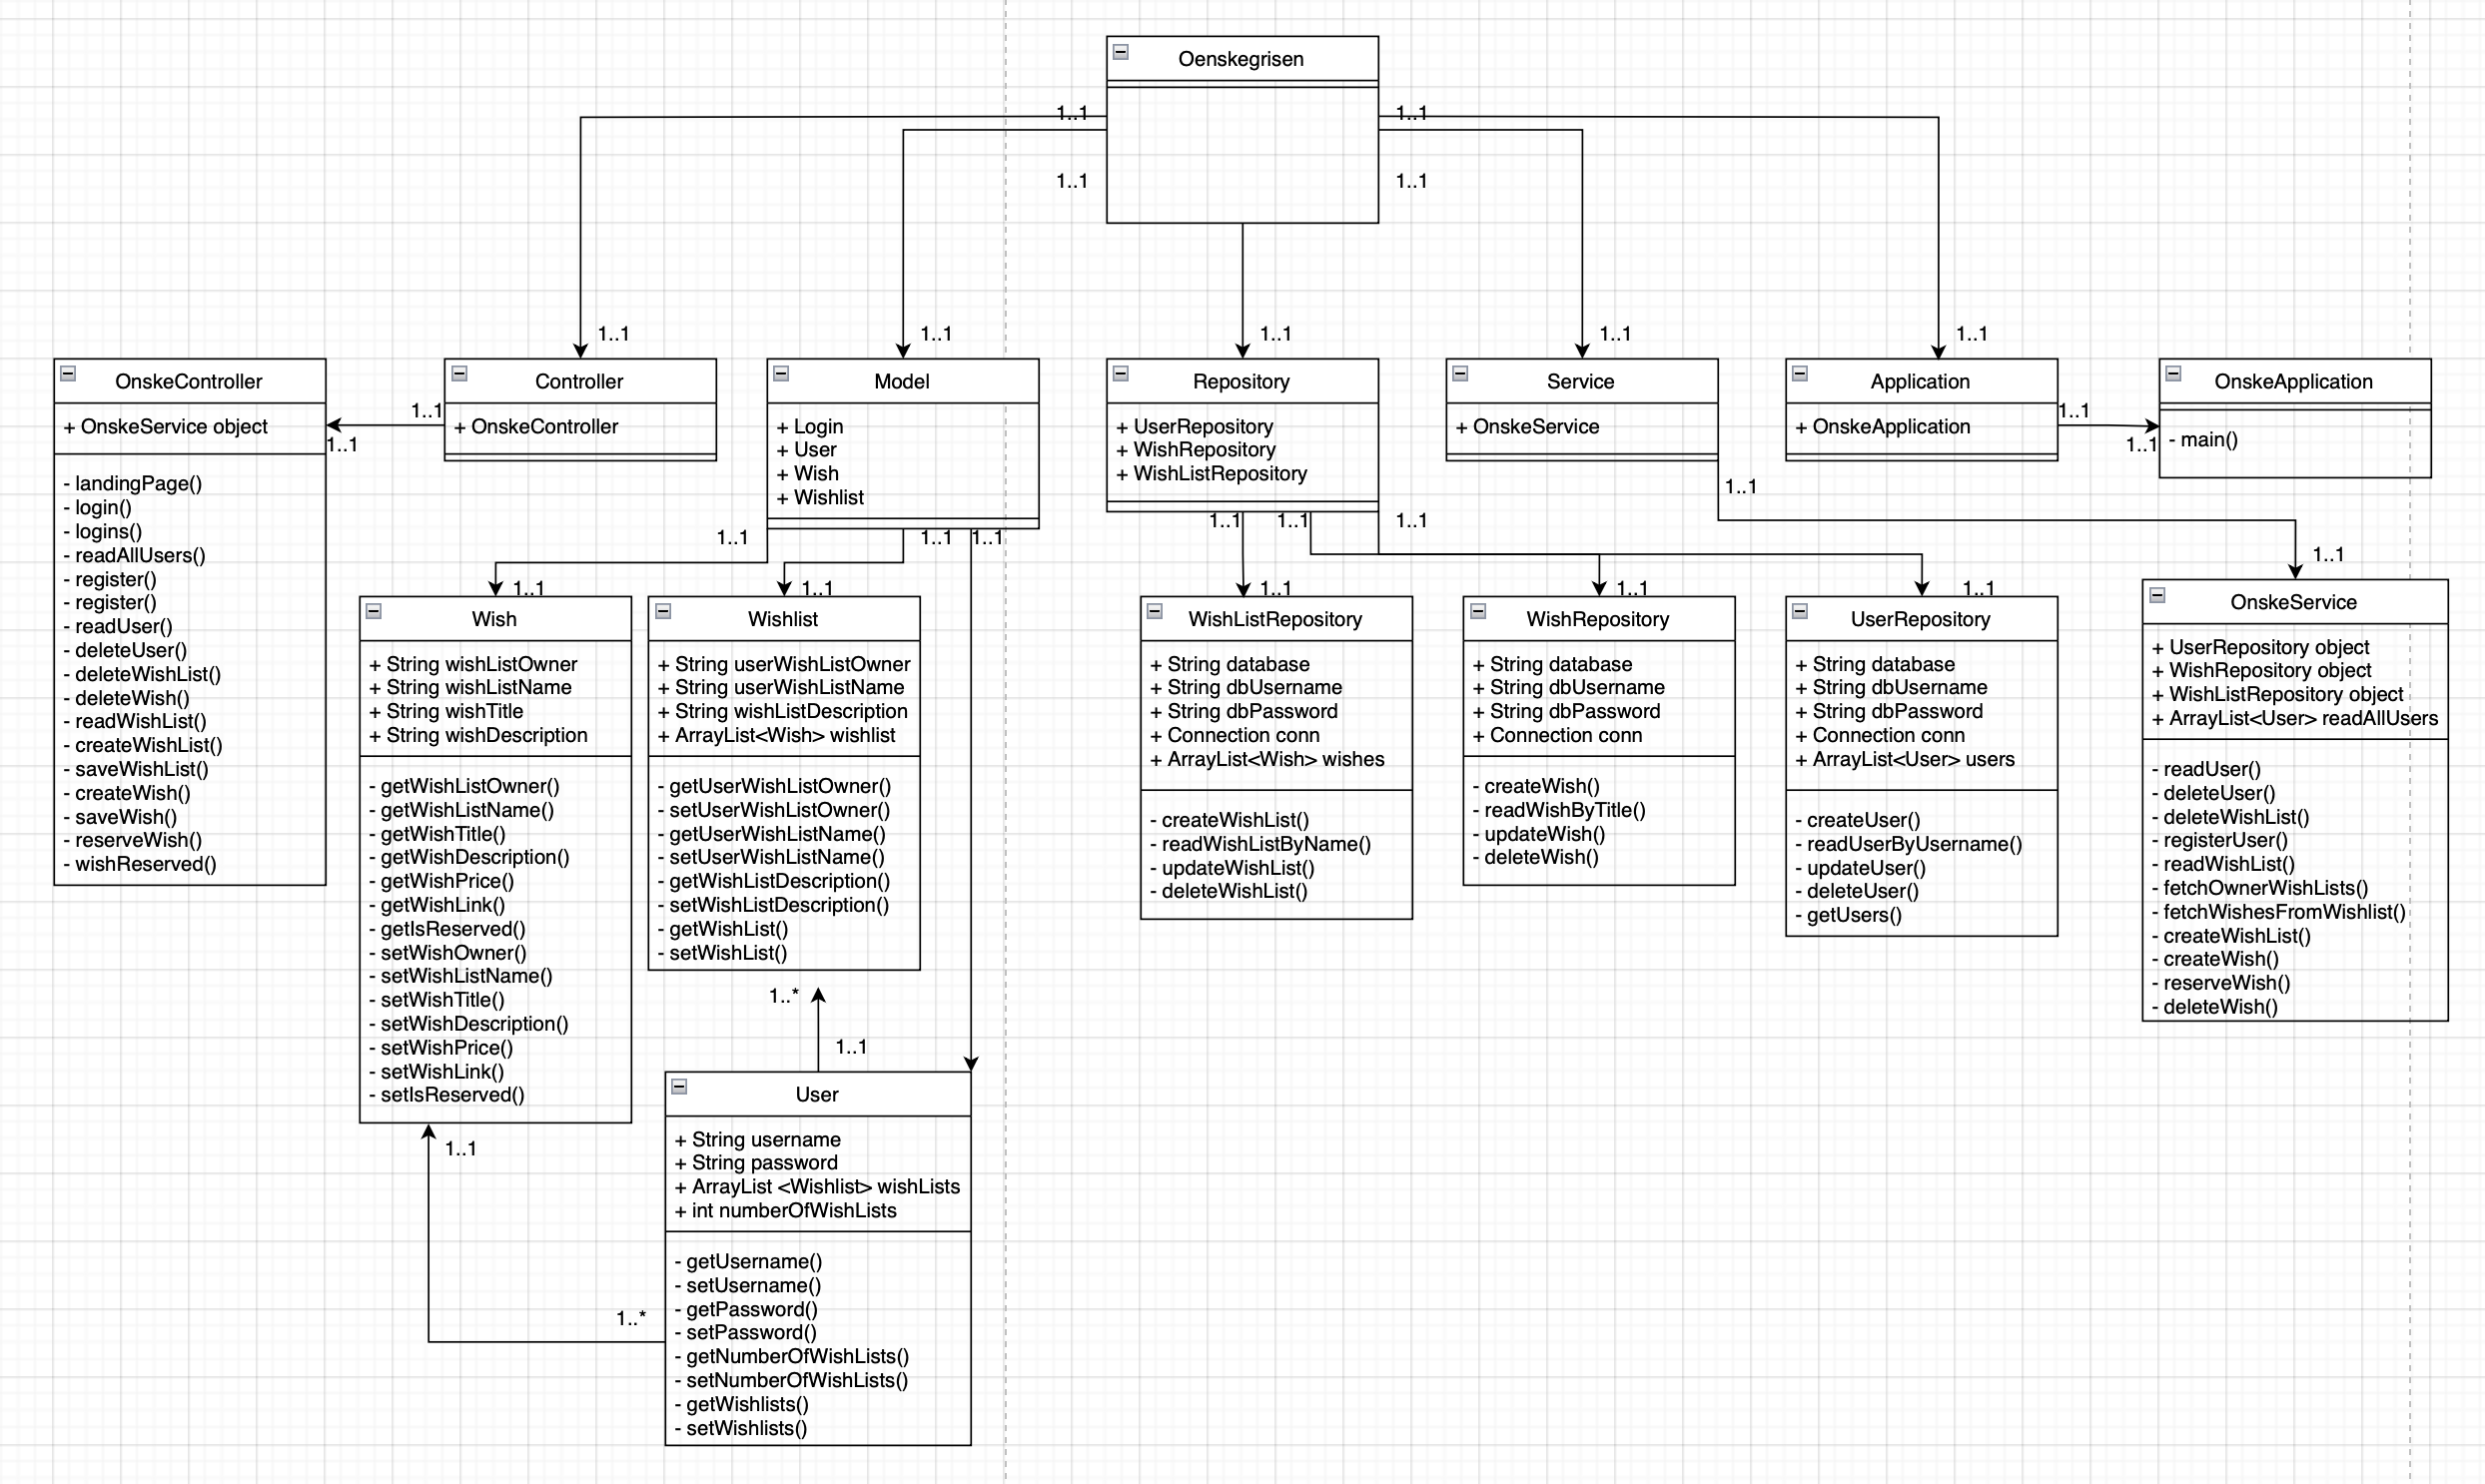 Oenskegrisen
1..1
1..1
1..1
1..1
1..1
1..1
1..1
1..1
1..1
OnskeController
+ OnskeService object
- landingPage()
- login()
- logins()
- readAllUsers()
- register()
- register()
- readUser()
- deleteUser()
- deleteWishList()
- deleteWish()
- readWishList()
- createWishList()
- saveWishList()
- createWish()
- saveWish()
- reserveWish()
- wishReserved()
1..1
1..1
Controller
+ OnskeController
Model
+ Login
+ User
+ Wish
+ Wishlist
1..1
1..1
1..1
Repository
+ UserRepository
+ WishRepository
+ WishListRepository
1..1
1..1
1..1
Service
+ OnskeService
1..1
Application
+ OnskeApplication
1..1
1..1
OnskeApplication
- main()
1..1
Wish
+ String wishListOwner
+ String wishListName
+ String wishTitle
+ String wishDescription
- getWishListOwner()
- getWishListName()
- getWishTitle()
- getWishDescription()
- getWishPrice()
- getWishLink()
- getIsReserved()
- setWishOwner()
- setWishListName()
- setWishTitle()
- setWishDescription()
- setWishPrice()
- setWishLink()
- setIsReserved()
1..1
1..1
Wishlist
+ String userWishListOwner
+ String userWishListName
+ String wishListDescription
+ ArrayList<Wish> wishlist
- getUserWishListOwner()
- setUserWishListOwner()
- getUserWishListName()
- setUserWishListName()
- getWishListDescription()
- setWishListDescription()
- getWishList()
- setWishList()
1..*
1..1
1..1
WishListRepository
+ String database
+ String dbUsername
+ String dbPassword
+ Connection conn
+ ArrayList<Wish> wishes
- createWishList()
- readWishListByName()
- updateWishList()
- deleteWishList()
1..1
WishRepository
+ String database
+ String dbUsername
+ String dbPassword
+ Connection conn
- createWish()
- readWishByTitle()
- updateWish()
- deleteWish()
1..1
UserRepository
+ String database
+ String dbUsername
+ String dbPassword
+ Connection conn
+ ArrayList<User> users
- createUser()
- readUserByUsername()
- updateUser()
- deleteUser()
- getUsers()
1..1
OnskeService
+ UserRepository object
+ WishRepository object
+ WishListRepository object
+ ArrayList<User> readAllUsers
- readUser()
- deleteUser()
- deleteWishList()
- registerUser()
- readWishList()
- fetchOwnerWishLists()
- fetchWishesFromWishlist()
- createWishList()
- createWish()
- reserveWish()
- deleteWish()
User
+ String username
+ String password
+ ArrayList <Wishlist> wishLists
+ int numberOfWishLists
- getUsername()
- setUsername()
- getPassword()
- setPassword()
- getNumberOfWishLists()
- setNumberOfWishLists()
- getWishlists()
- setWishlists()
1..*